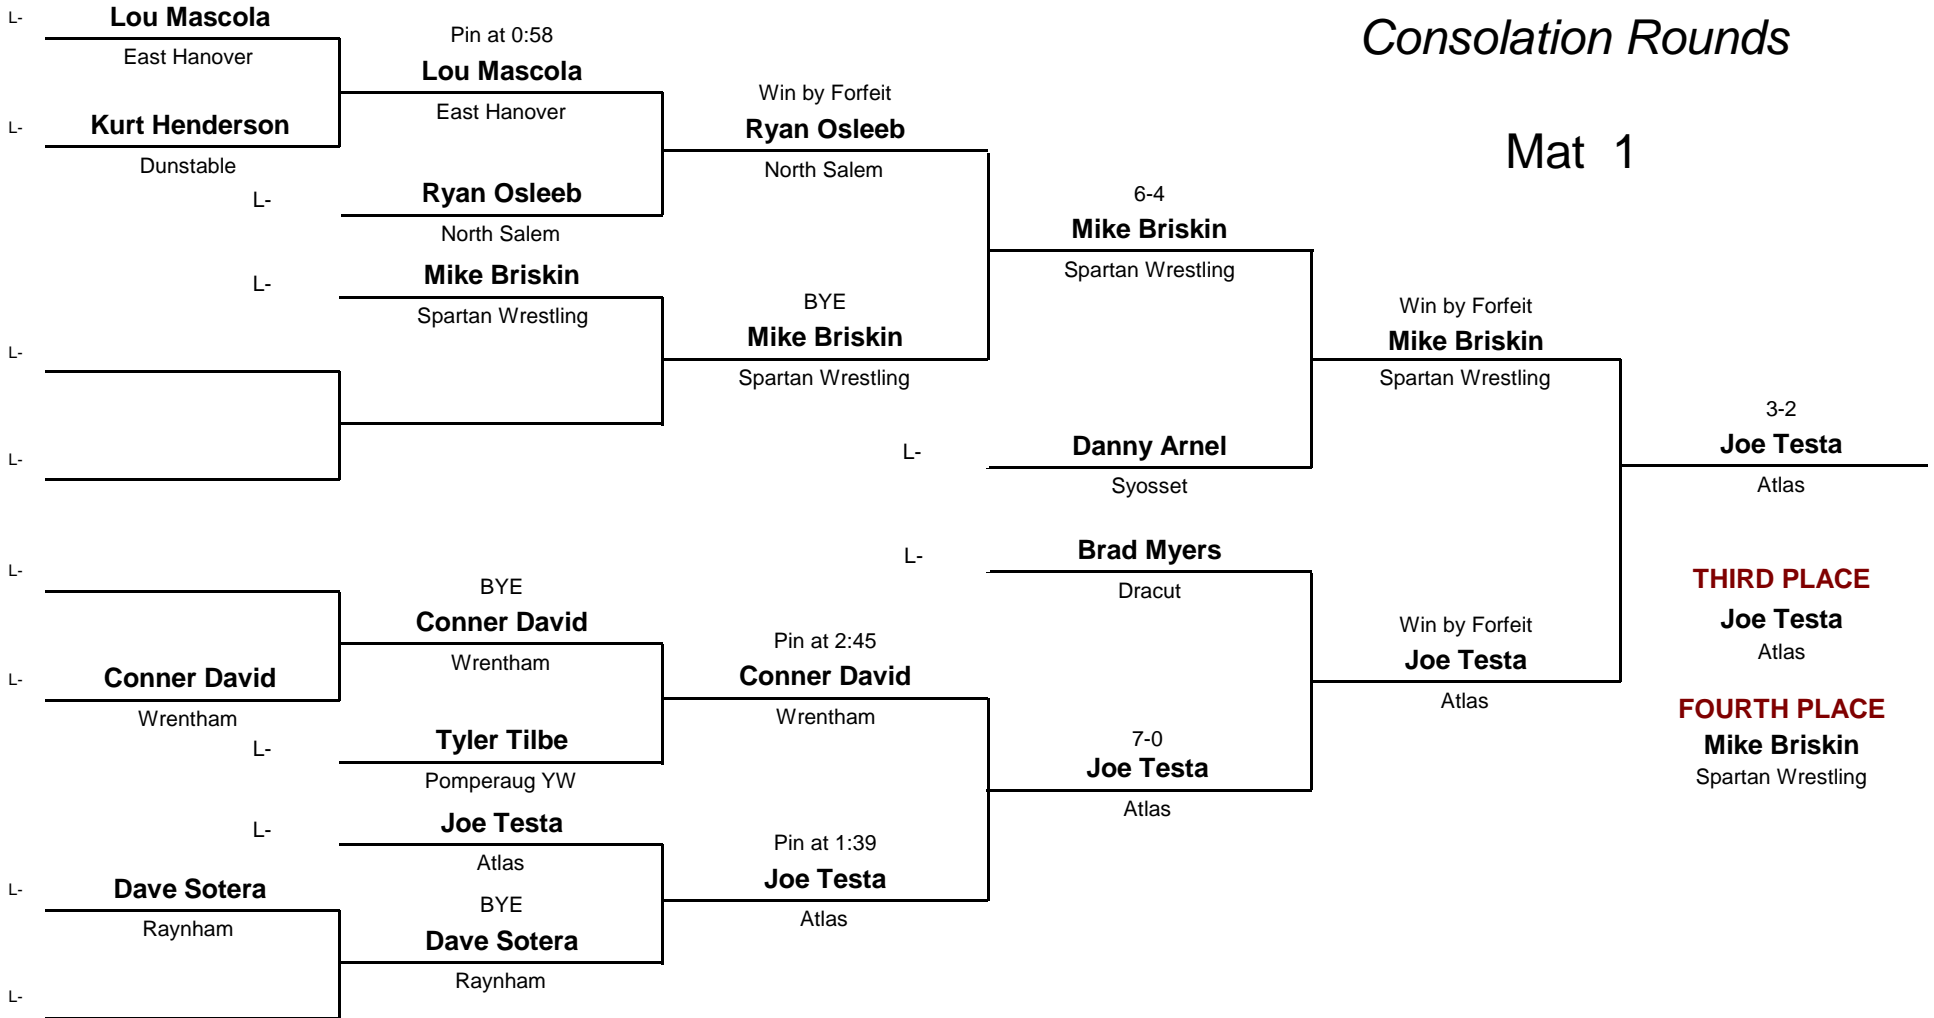 Consolation Rounds
Mat 1
L-
Lou Mascola
East Hanover
L-
Kurt Henderson
Dunstable
L-
L-
L-
Conner David
Wrentham
L-
L-
Dave Sotera
Raynham
L-
Pin at 0:58
Lou Mascola
East Hanover
L-
Ryan Osleeb
North Salem
L-
Mike Briskin
Spartan Wrestling
BYE
Conner David
Wrentham
L-
Tyler Tilbe
Pomperaug YW
L-
Joe Testa
Atlas
BYE
Dave Sotera
Raynham
Win by Forfeit
Ryan Osleeb
North Salem
BYE
Mike Briskin
Spartan Wrestling
Pin at 2:45
Conner David
Wrentham
Pin at 1:39
Joe Testa
Atlas
6-4
Mike Briskin
Spartan Wrestling
L-
Danny Arnel
Syosset
L-
Brad Myers
Dracut
7-0
Joe Testa
Atlas
Win by Forfeit
Mike Briskin
Spartan Wrestling
Win by Forfeit
Joe Testa
Atlas
3-2
Joe Testa
Atlas
THIRD PLACE
Joe Testa
Atlas
FOURTH PLACE
Mike Briskin
Spartan Wrestling